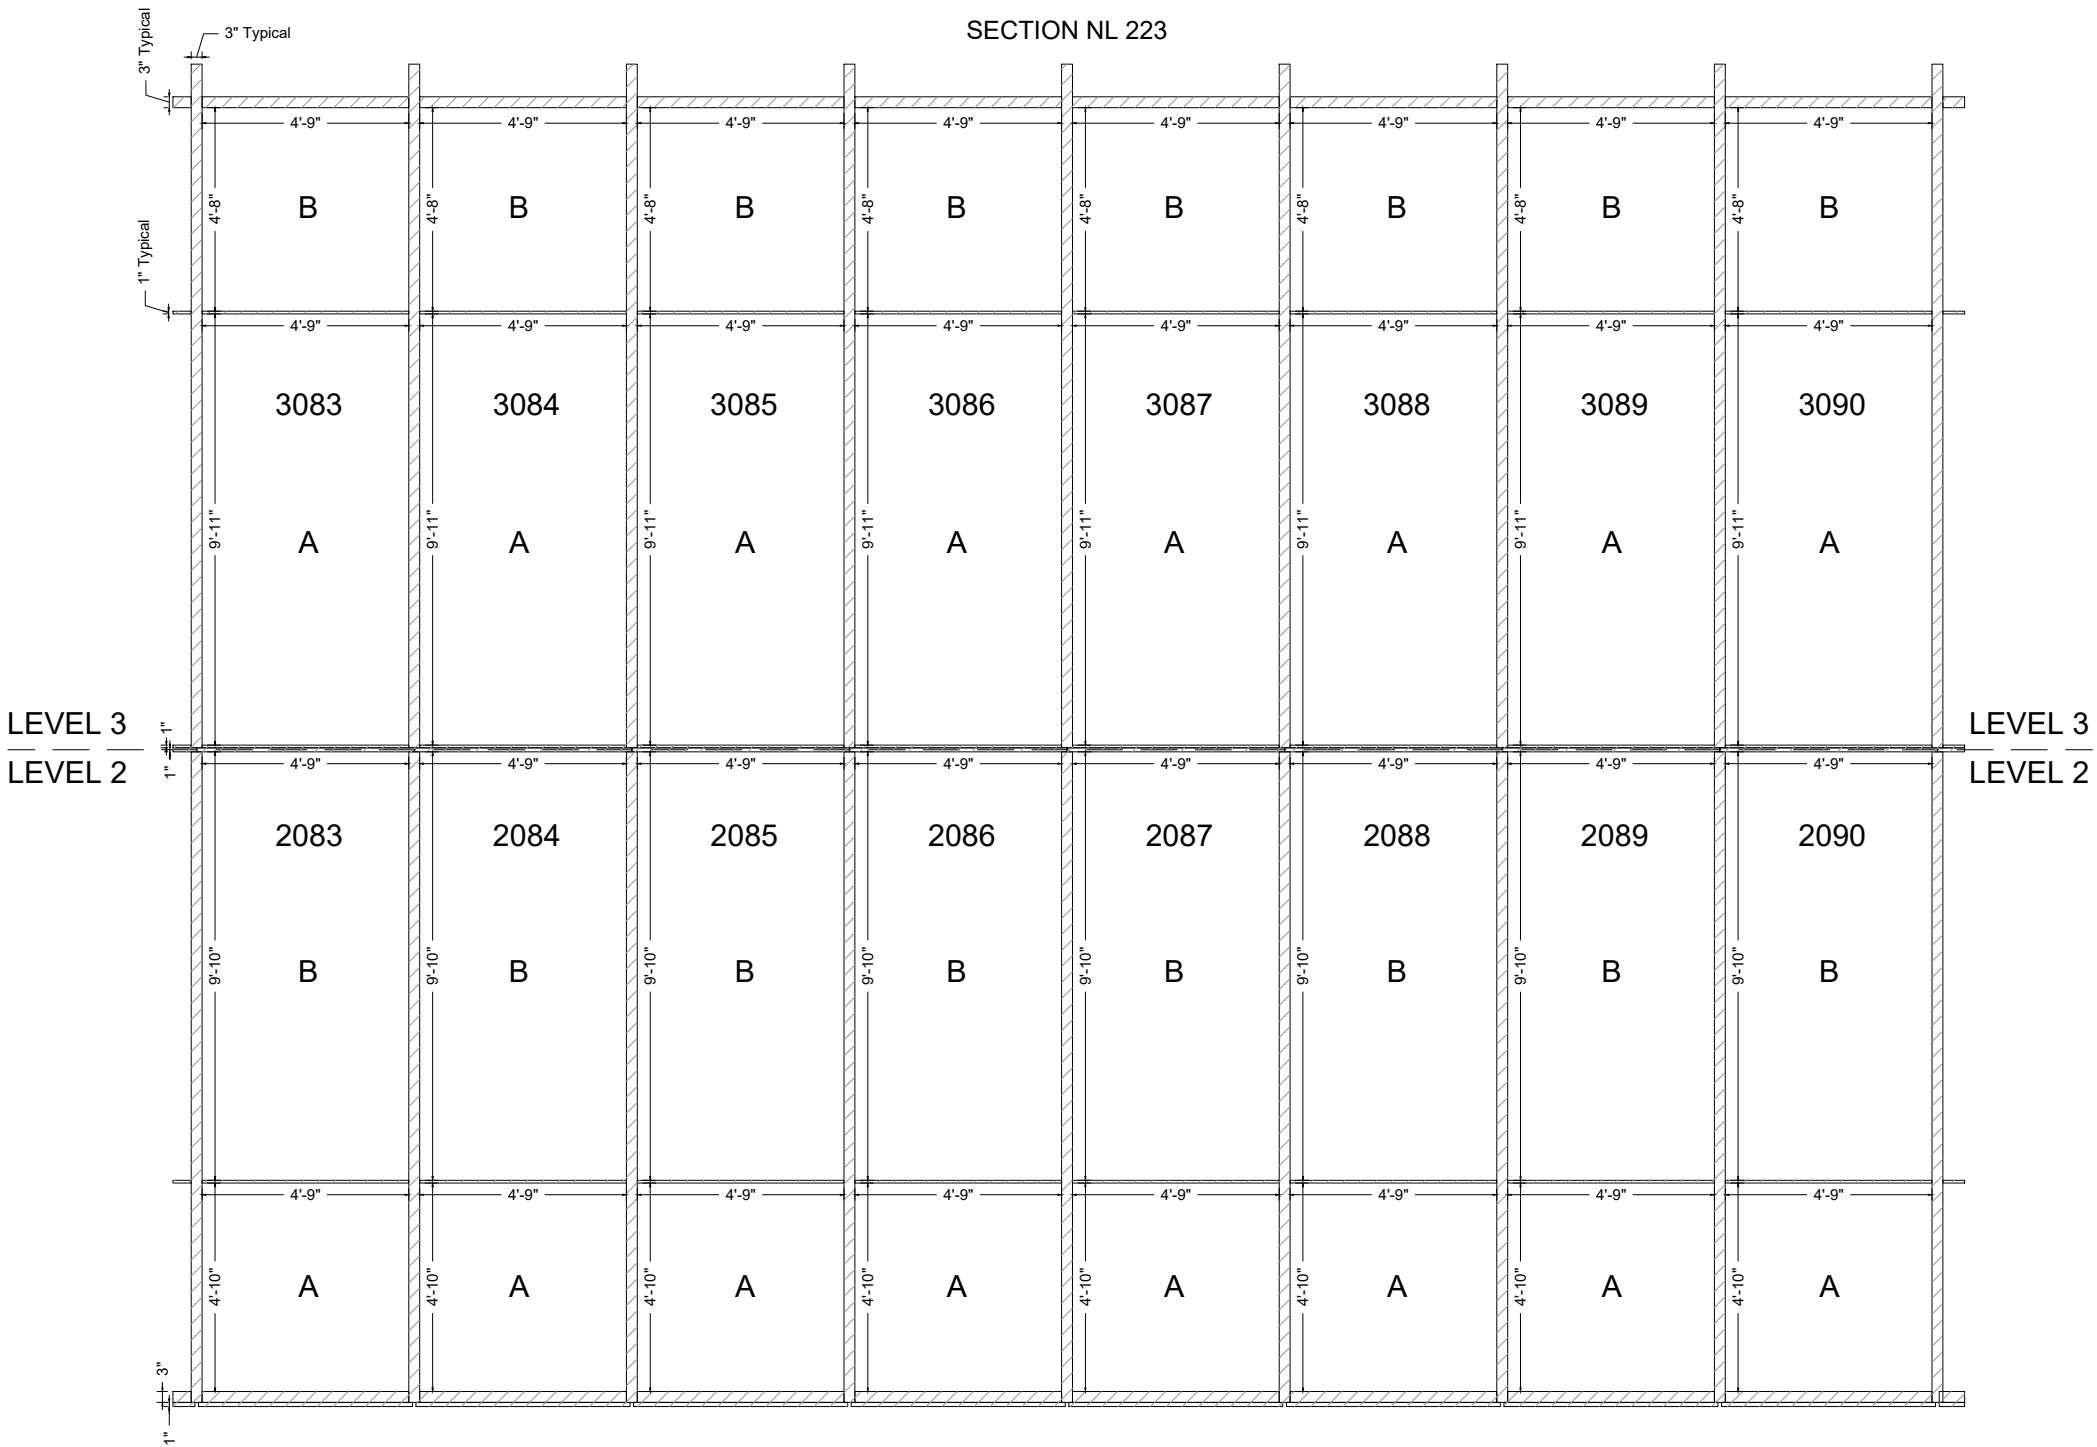 SECTION NL 223
3" Typical
3" Typical
4'-9" 4'-9" 4'-9" 4'-9" 4'-9" 4'-9" 4'-9" 4'-9"
4'-8" B 4'-8" B 4'-8" B 4'-8" B 4'-8" B 4'-8" B 4'-8" B 4'-8" B
1" Typical
4'-9" 4'-9" 4'-9" 4'-9" 4'-9" 4'-9" 4'-9" 4'-9"
3083 3084 3085 3086 3087 3088 3089 3090
9'-11" A 9'-11" A 9'-11" A 9'-11" A 9'-11" A 9'-11" A 9'-11" A 9'-11" A
LEVEL 3 1" LEVEL 3
LEVEL 2 1" 4'-9" 4'-9" 4'-9" 4'-9" 4'-9" 4'-9" 4'-9" 4'-9" LEVEL 2
2083 2084 2085 2086 2087 2088 2089 2090
9'-10" B 9'-10" B 9'-10" B 9'-10" B 9'-10" B 9'-10" B 9'-10" B 9'-10" B
4'-9" 4'-9" 4'-9" 4'-9" 4'-9" 4'-9" 4'-9" 4'-9"
4'-10" A 4'-10" A 4'-10" A 4'-10" A 4'-10" A 4'-10" A 4'-10" A 4'-10" A
3"
1"